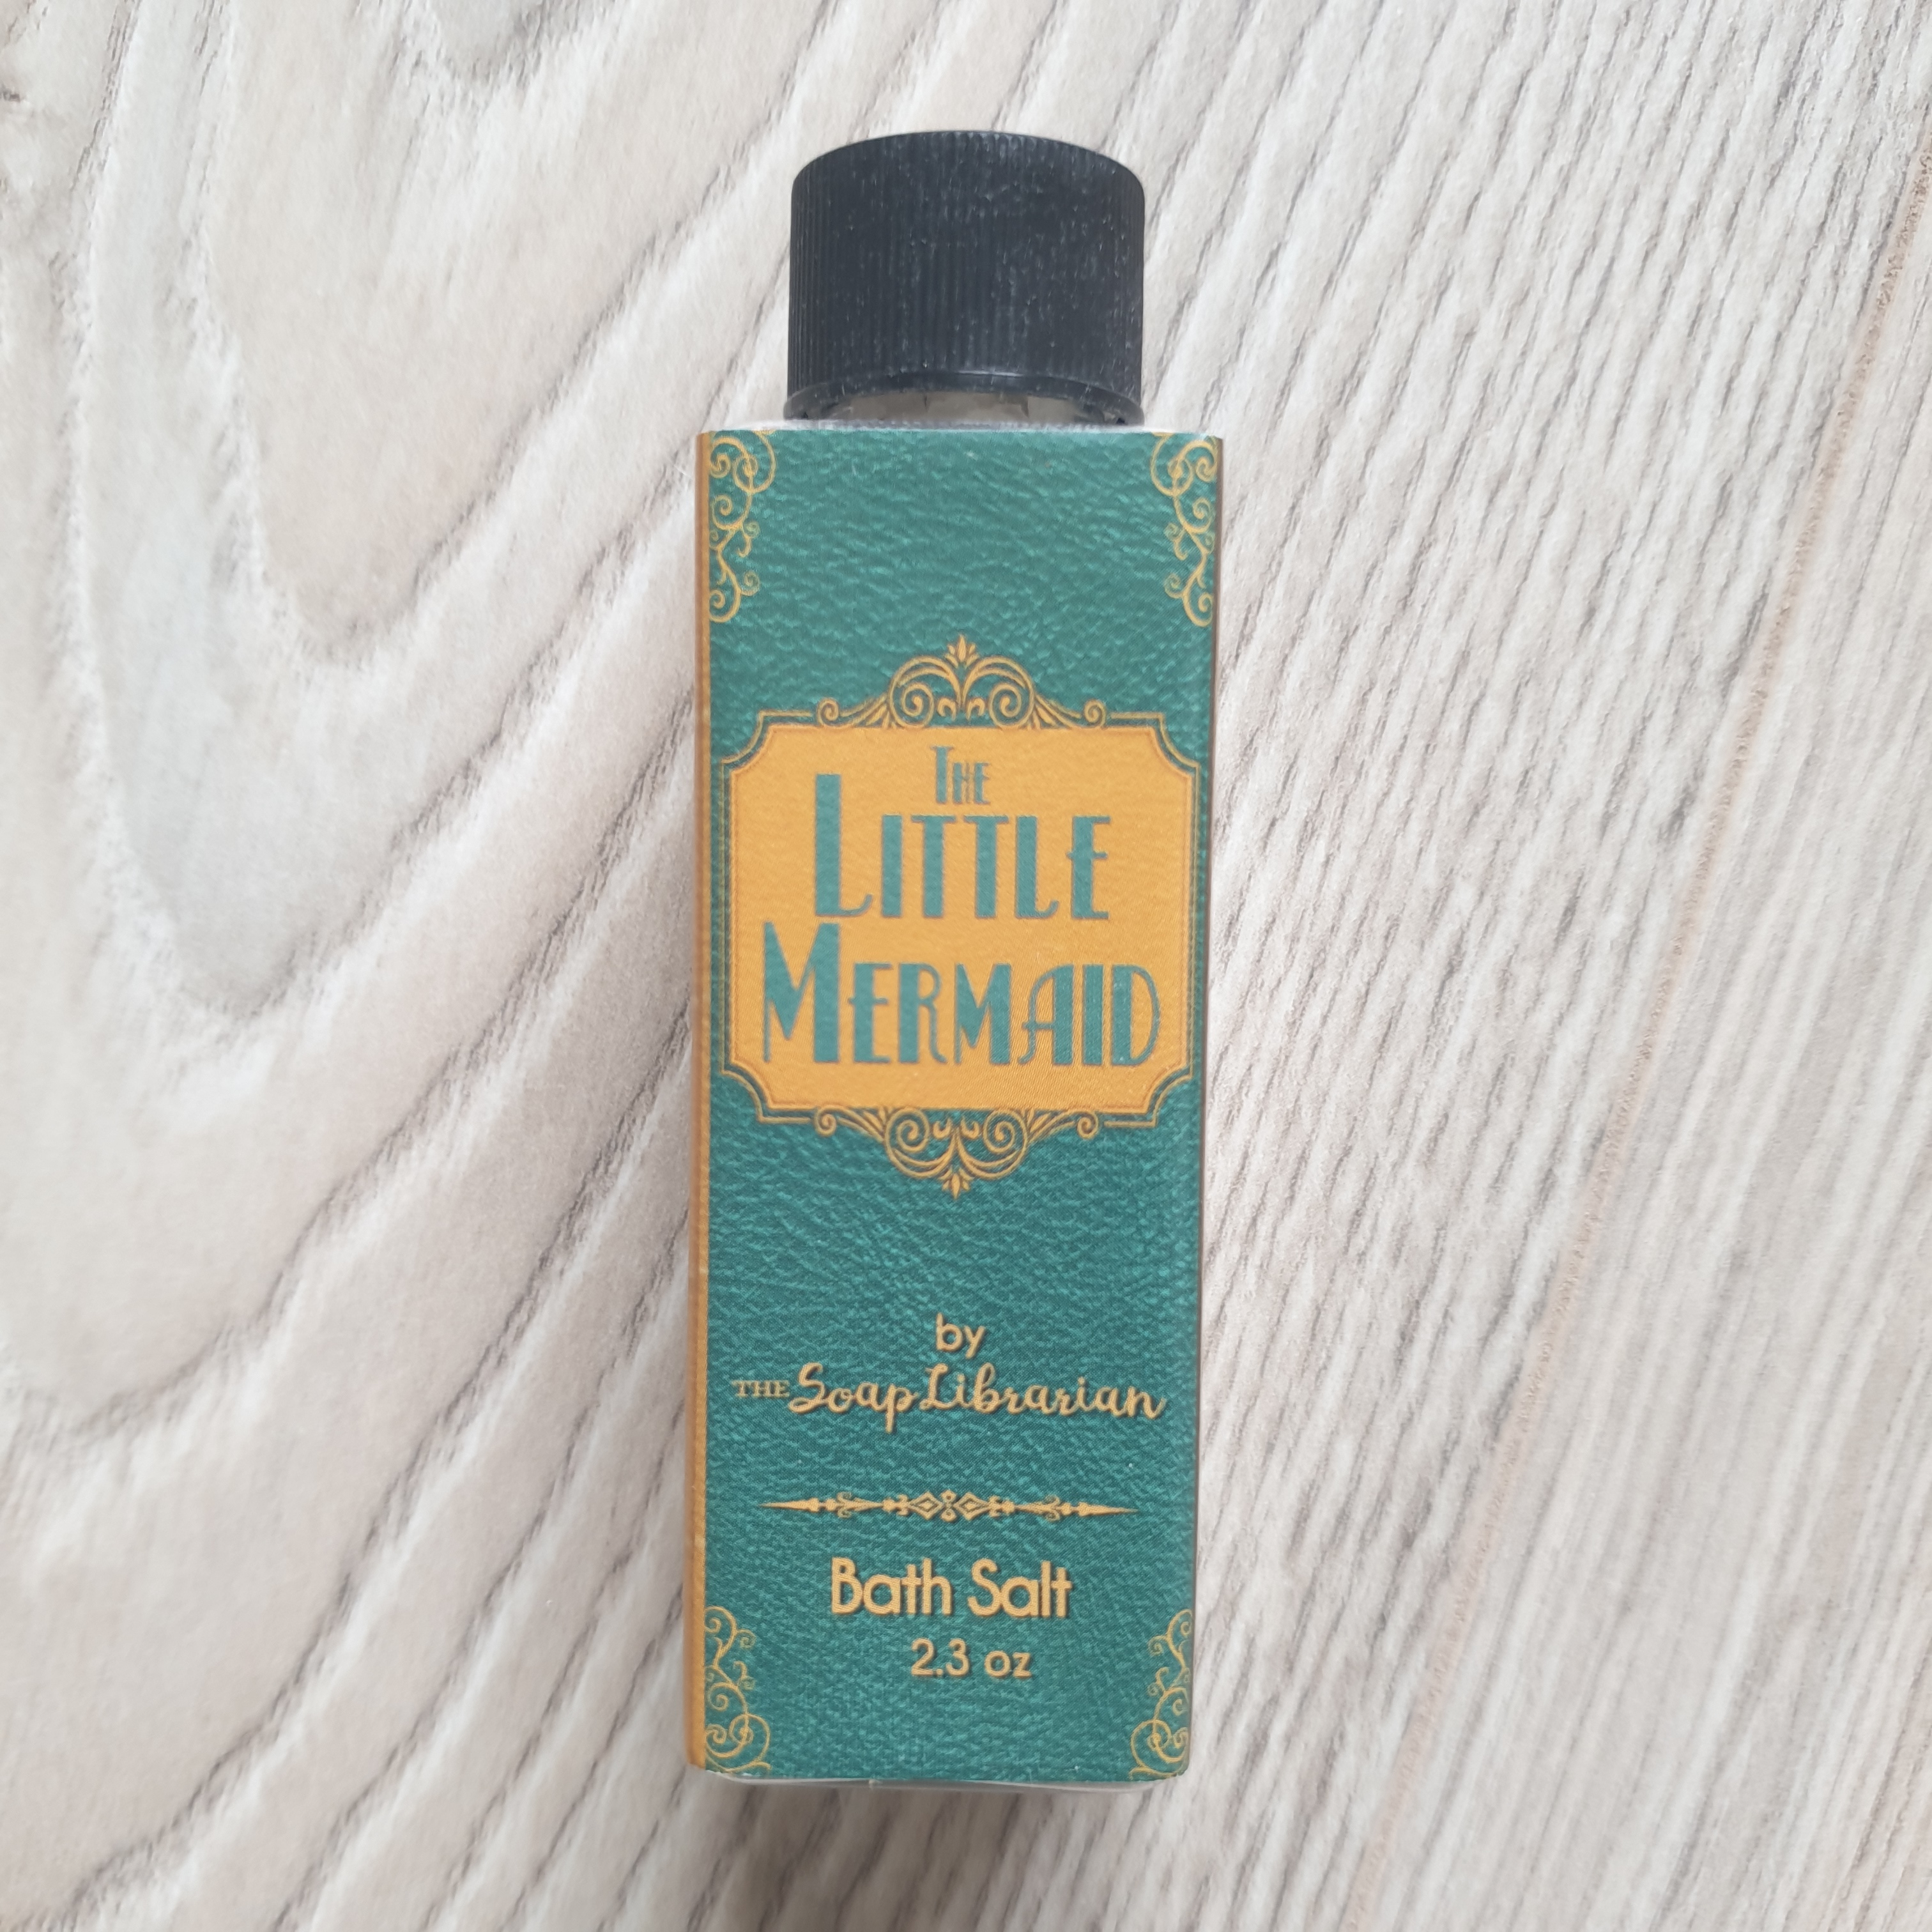 The
Little
Mermaid
by
THE Soap Librarian
Bath Salt
2.3 oz